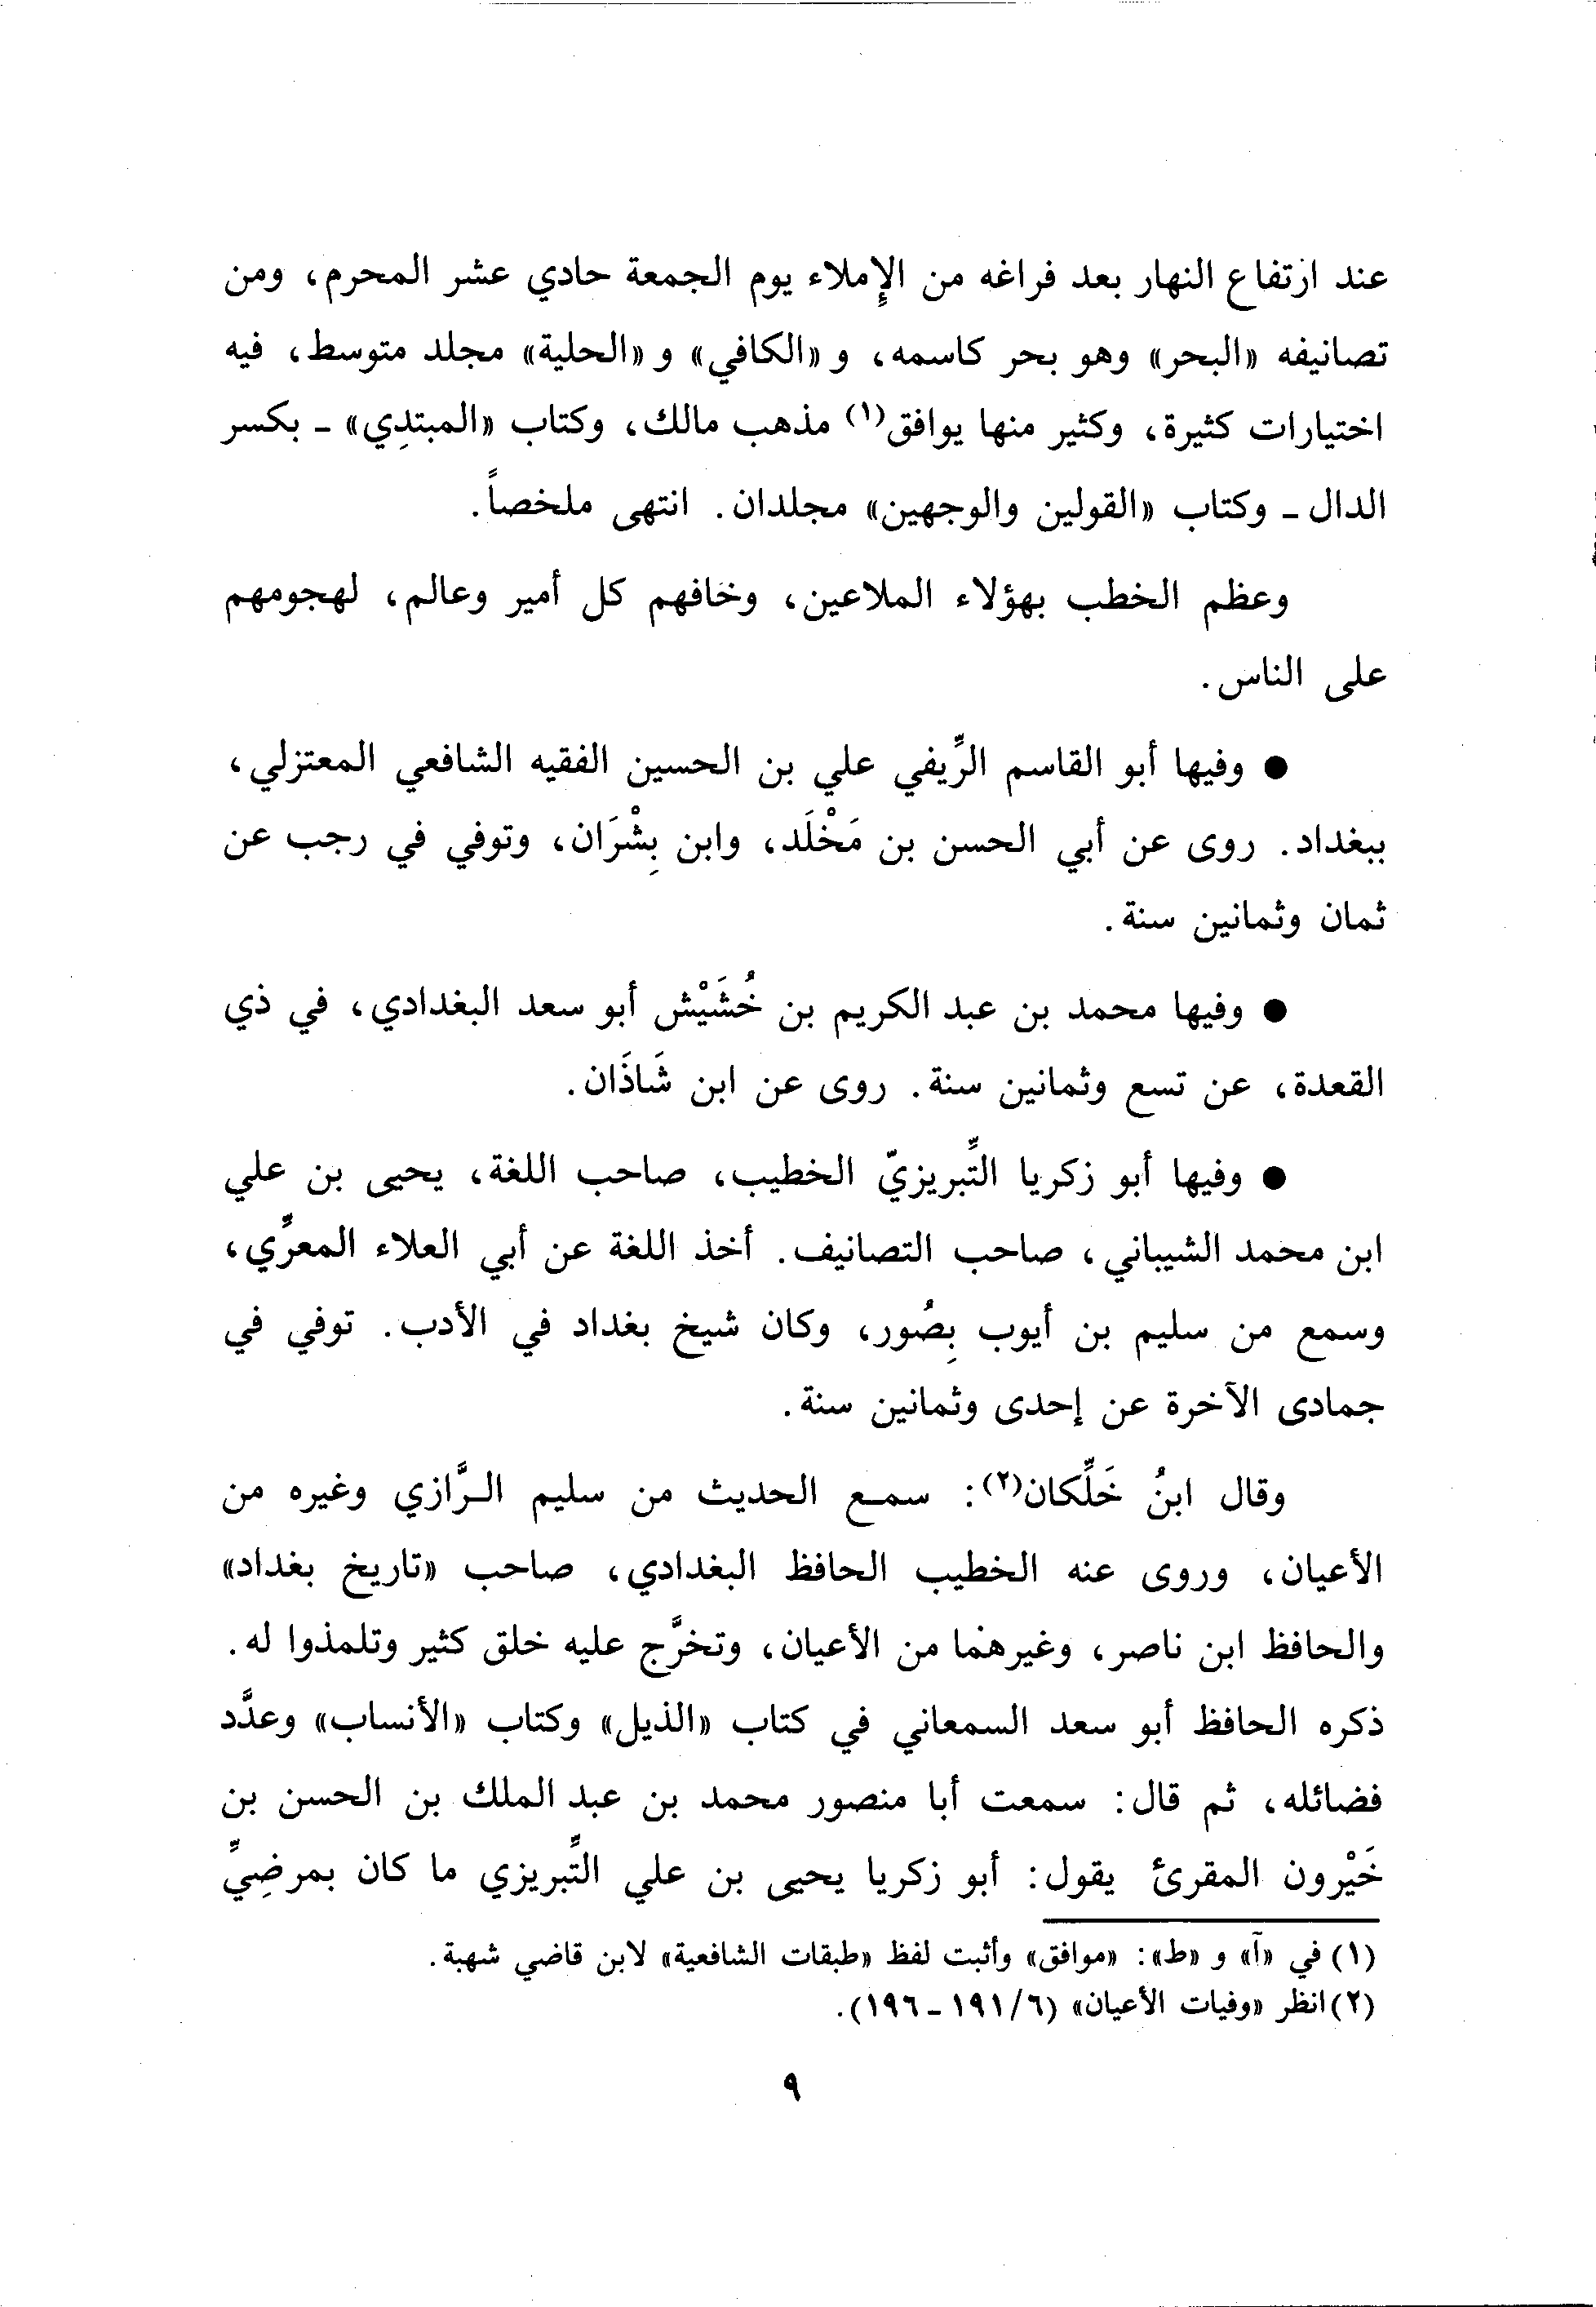 عند ارتفاع النهار بعد فراغه من الإِملاء يوم الجمعة حادي عشر المحرم، ومن
تصانيفه «البحر» وهو بحر كاسمه، و «الكافي» و «الحلية» مجلد متوسط، فيه
اختيارات كثيرة، وكثير منها يوافق(١) مذهب مالك، وكتاب «المبتدِي» ـ بكسر
الدال ـ وكتاب «القولين والوجهين» مجلدان. انتهى ملخصاً.
وعظم الخطب بهؤلاء الملاعين، وخافهم كل أمير وعالم، لهجومهم
على الناس.
● وفيها أبو القاسم الرِّيفي علي بن الحسين الفقيه الشافعي المعتزلي،
ببغداد. روى عن أبي الحسن بن مَخْلَد، وابن بِشْرَان، وتوفي في رجب عن
ثمان وثمانين سنة.
● وفيها محمد بن عبد الكريم بن خُشَيْش أبو سعد البغدادي، في ذي
القعدة، عن تسع وثمانين سنة. روى عن ابن شَاذَان.
● وفيها أبو زكريا التِّبريزيّ الخطيب، صاحب اللغة، يحيى بن علي
ابن محمد الشيباني، صاحب التصانيف. أخذ اللغة عن أبي العلاء المعرِّي،
وسمع من سليم بن أيوب بِصُور، وكان شيخ بغداد في الأدب. توفي في
جمادى الآخرة عن إحدى وثمانين سنة.
وقال ابنُ خَلِّكان(٢): سمع الحديث من سليم الرَّازي وغيره من
الأعيان، وروى عنه الخطيب الحافظ البغدادي، صاحب «تاريخ بغداد»
والحافظ ابن ناصر، وغيرهما من الأعيان، وتخرَّج عليه خلق كثير وتلمذوا له.
ذكره الحافظ أبو سعد السمعاني في كتاب «الذيل» وكتاب «الأنساب» وعدَّد
فضائله، ثم قال: سمعت أبا منصور محمد بن عبد الملك بن الحسن بن
خَيْرون المقرئ يقول: أبو زكريا يحيى بن علي التِّبريزي ما كان بمرضِيٍّ
(١) في «آ» و «ط»: «موافق» وأثبت لفظ «طبقات الشافعية» لابن قاضي شهبة.
(٢) انظر «وفيات الأعيان» (٦/ ١٩١ ـ ١٩٦).
٩